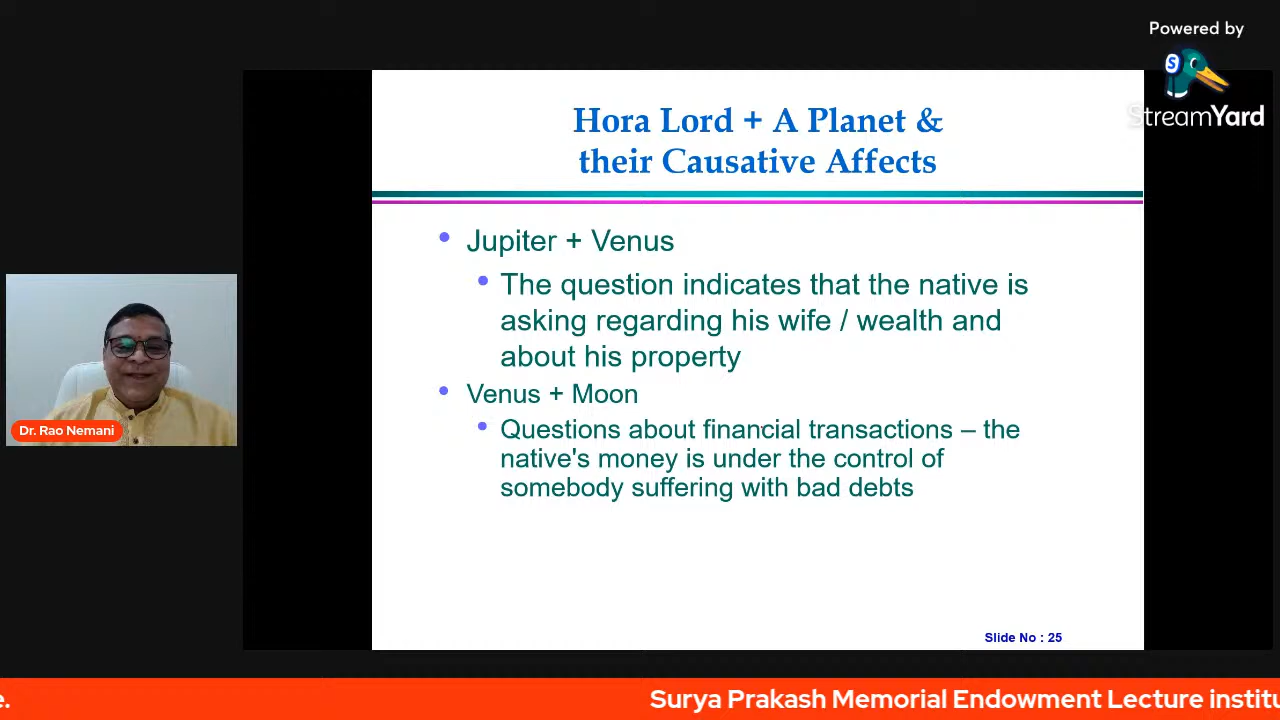 Powered by
StreamYard
Hora Lord + A Planet &
their Causative Affects
• Jupiter + Venus
• The question indicates that the native is
asking regarding his wife / wealth and
about his property
• Venus + Moon
• Questions about financial transactions – the
native's money is under the control of
somebody suffering with bad debts
Slide No : 25
Dr. Rao Nemani
e.
Surya Prakash Memorial Endowment Lecture institu